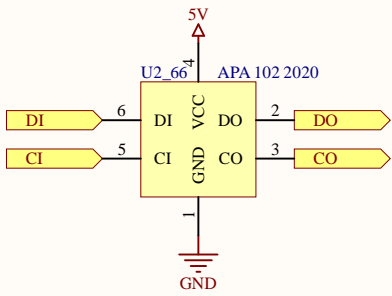 5V
U2_66 APA 102 2020
4
DI 6 DI VCC DO 2 DO
CI 5 CI GND CO 3 CO
1
GND